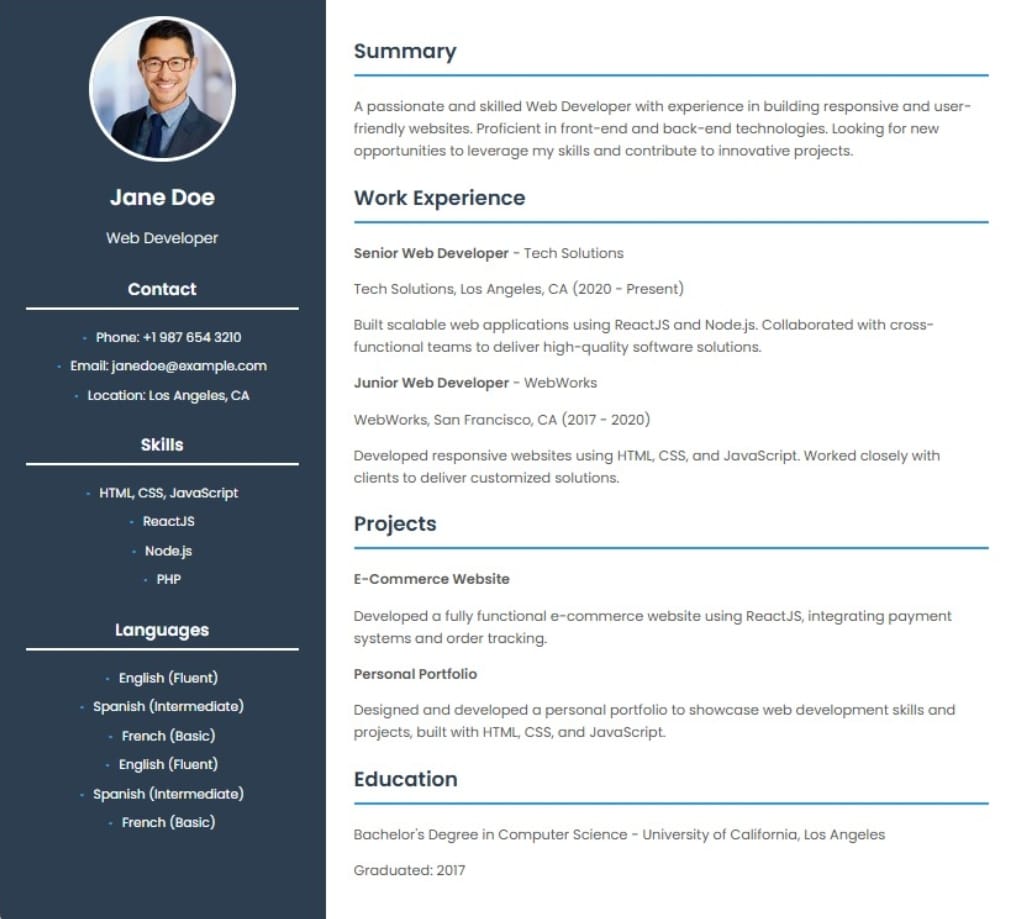 Jane Doe
Web Developer
Contact
Phone: +1 987 654 3210
Email: janedoe@example.com
Location: Los Angeles, CA
Skills
HTML, CSS, JavaScript
ReactJS
Node.js
PHP
Languages
English (Fluent)
Spanish (Intermediate)
French (Basic)
English (Fluent)
Spanish (Intermediate)
French (Basic)
Summary
A passionate and skilled Web Developer with experience in building responsive and user-
friendly websites. Proficient in front-end and back-end technologies. Looking for new
opportunities to leverage my skills and contribute to innovative projects.
Work Experience
Senior Web Developer - Tech Solutions
Tech Solutions, Los Angeles, CA (2020 - Present)
Built scalable web applications using ReactJS and Node.js. Collaborated with cross-
functional teams to deliver high-quality software solutions.
Junior Web Developer - WebWorks
WebWorks, San Francisco, CA (2017 - 2020)
Developed responsive websites using HTML, CSS, and JavaScript. Worked closely with
clients to deliver customized solutions.
Projects
E-Commerce Website
Developed a fully functional e-commerce website using ReactJS, integrating payment
systems and order tracking.
Personal Portfolio
Designed and developed a personal portfolio to showcase web development skills and
projects, built with HTML, CSS, and JavaScript.
Education
Bachelor's Degree in Computer Science - University of California, Los Angeles
Graduated: 2017